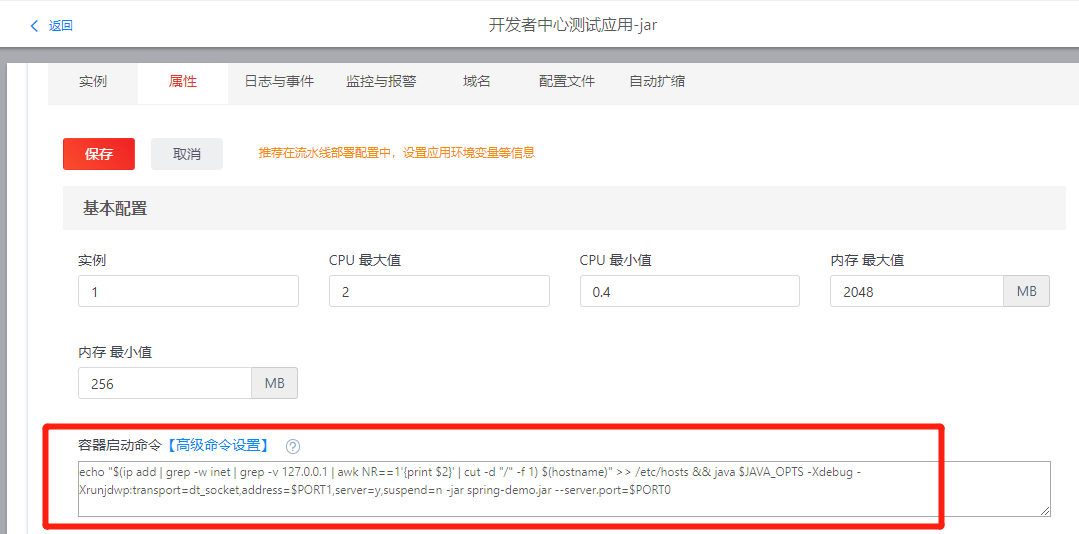 返回
开发者中心测试应用-jar
实例 属性 日志与事件 监控与报警 域名 配置文件 自动扩缩
保存 取消 推荐在流水线部署配置中，设置应用环境变量等信息
基本配置
实例 CPU 最大值 CPU 最小值 内存 最大值
1 2 0.4 2048 MB
内存 最小值
256 MB
容器启动命令【高级命令设置】 ?
echo "$(ip add | grep -w inet | grep -v 127.0.0.1 | awk NR==1'{print $2}' | cut -d "/" -f 1) $(hostname)" >> /etc/hosts && java $JAVA_OPTS -Xdebug -
Xrunjdwp:transport=dt_socket,address=$PORT1,server=y,suspend=n -jar spring-demo.jar --server.port=$PORT0